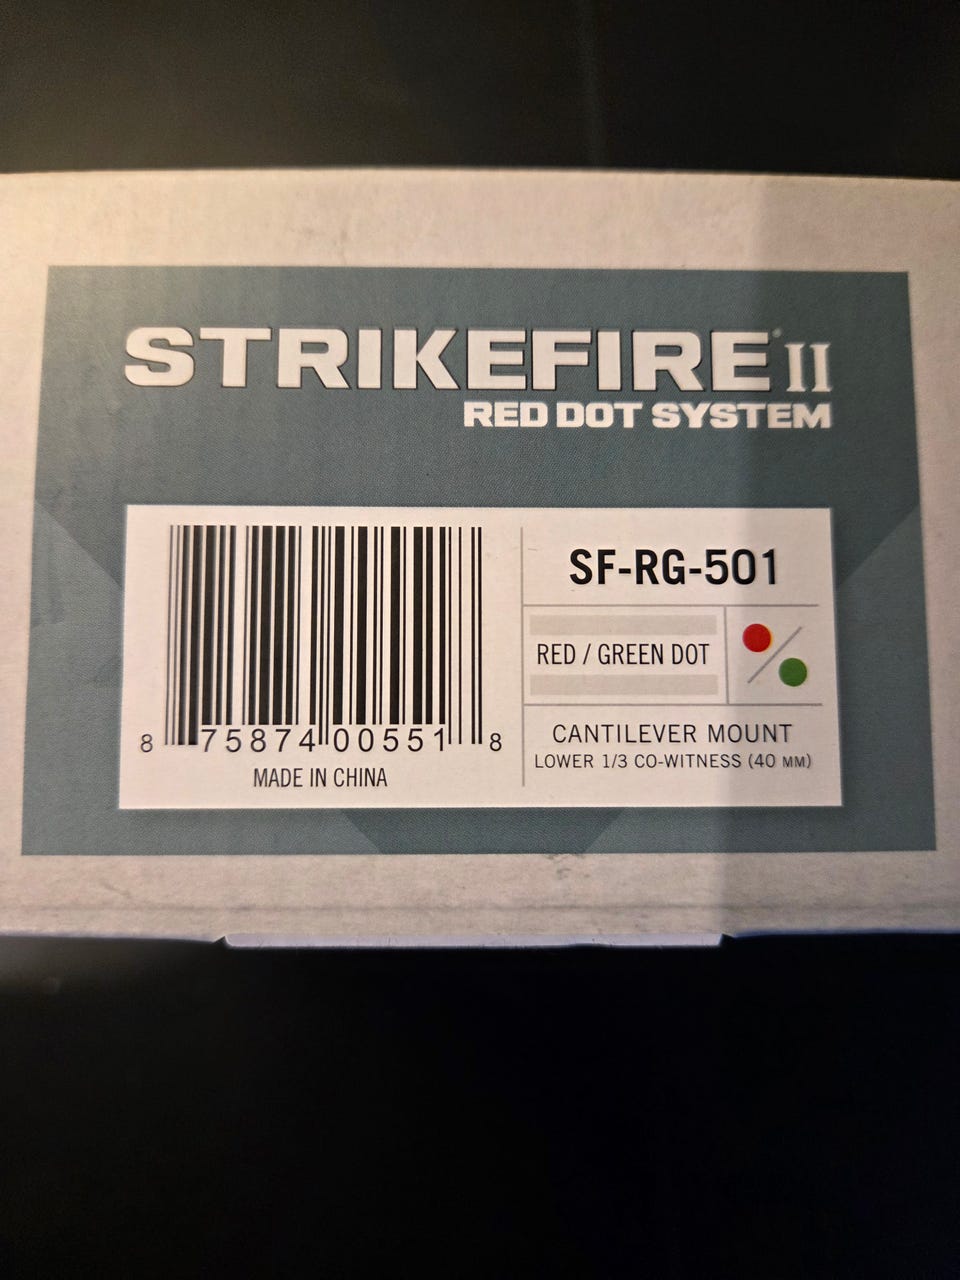 STRIKEFIRE® II
RED DOT SYSTEM
8 75874 00551 8
MADE IN CHINA
SF-RG-501
RED / GREEN DOT
CANTILEVER MOUNT
LOWER 1/3 CO-WITNESS (40 MM)